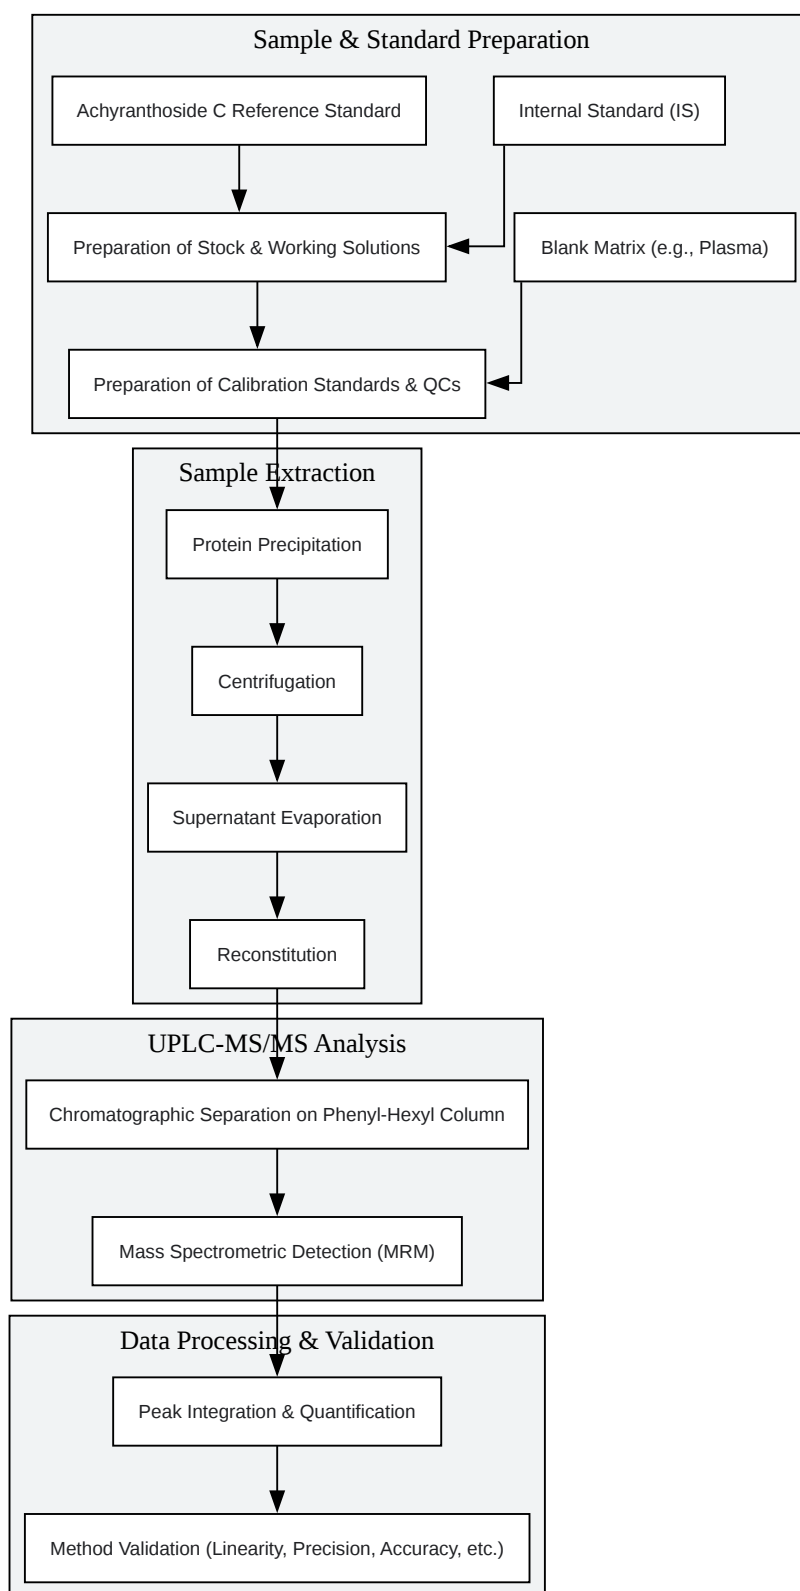 Sample & Standard Preparation
Achyranthoside C Reference Standard
Internal Standard (IS)
Preparation of Stock & Working Solutions
Blank Matrix (e.g., Plasma)
Preparation of Calibration Standards & QCs
Sample Extraction
Protein Precipitation
Centrifugation
Supernatant Evaporation
Reconstitution
UPLC-MS/MS Analysis
Chromatographic Separation on Phenyl-Hexyl Column
Mass Spectrometric Detection (MRM)
Data Processing & Validation
Peak Integration & Quantification
Method Validation (Linearity, Precision, Accuracy, etc.)